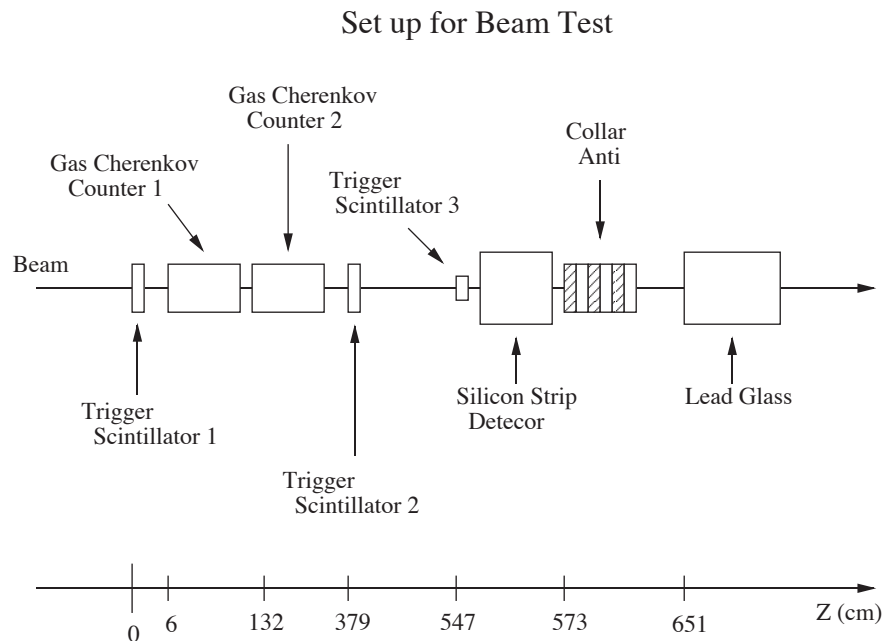 Set up for Beam Test
Gas Cherenkov
Counter 2
Collar
Anti
Gas Cherenkov
Counter 1
Trigger
Scintillator 3
Beam
Silicon Strip
Detecor
Lead Glass
Trigger
Scintillator 1
Trigger
Scintillator 2
0 6 132 379 547 573 651 Z (cm)